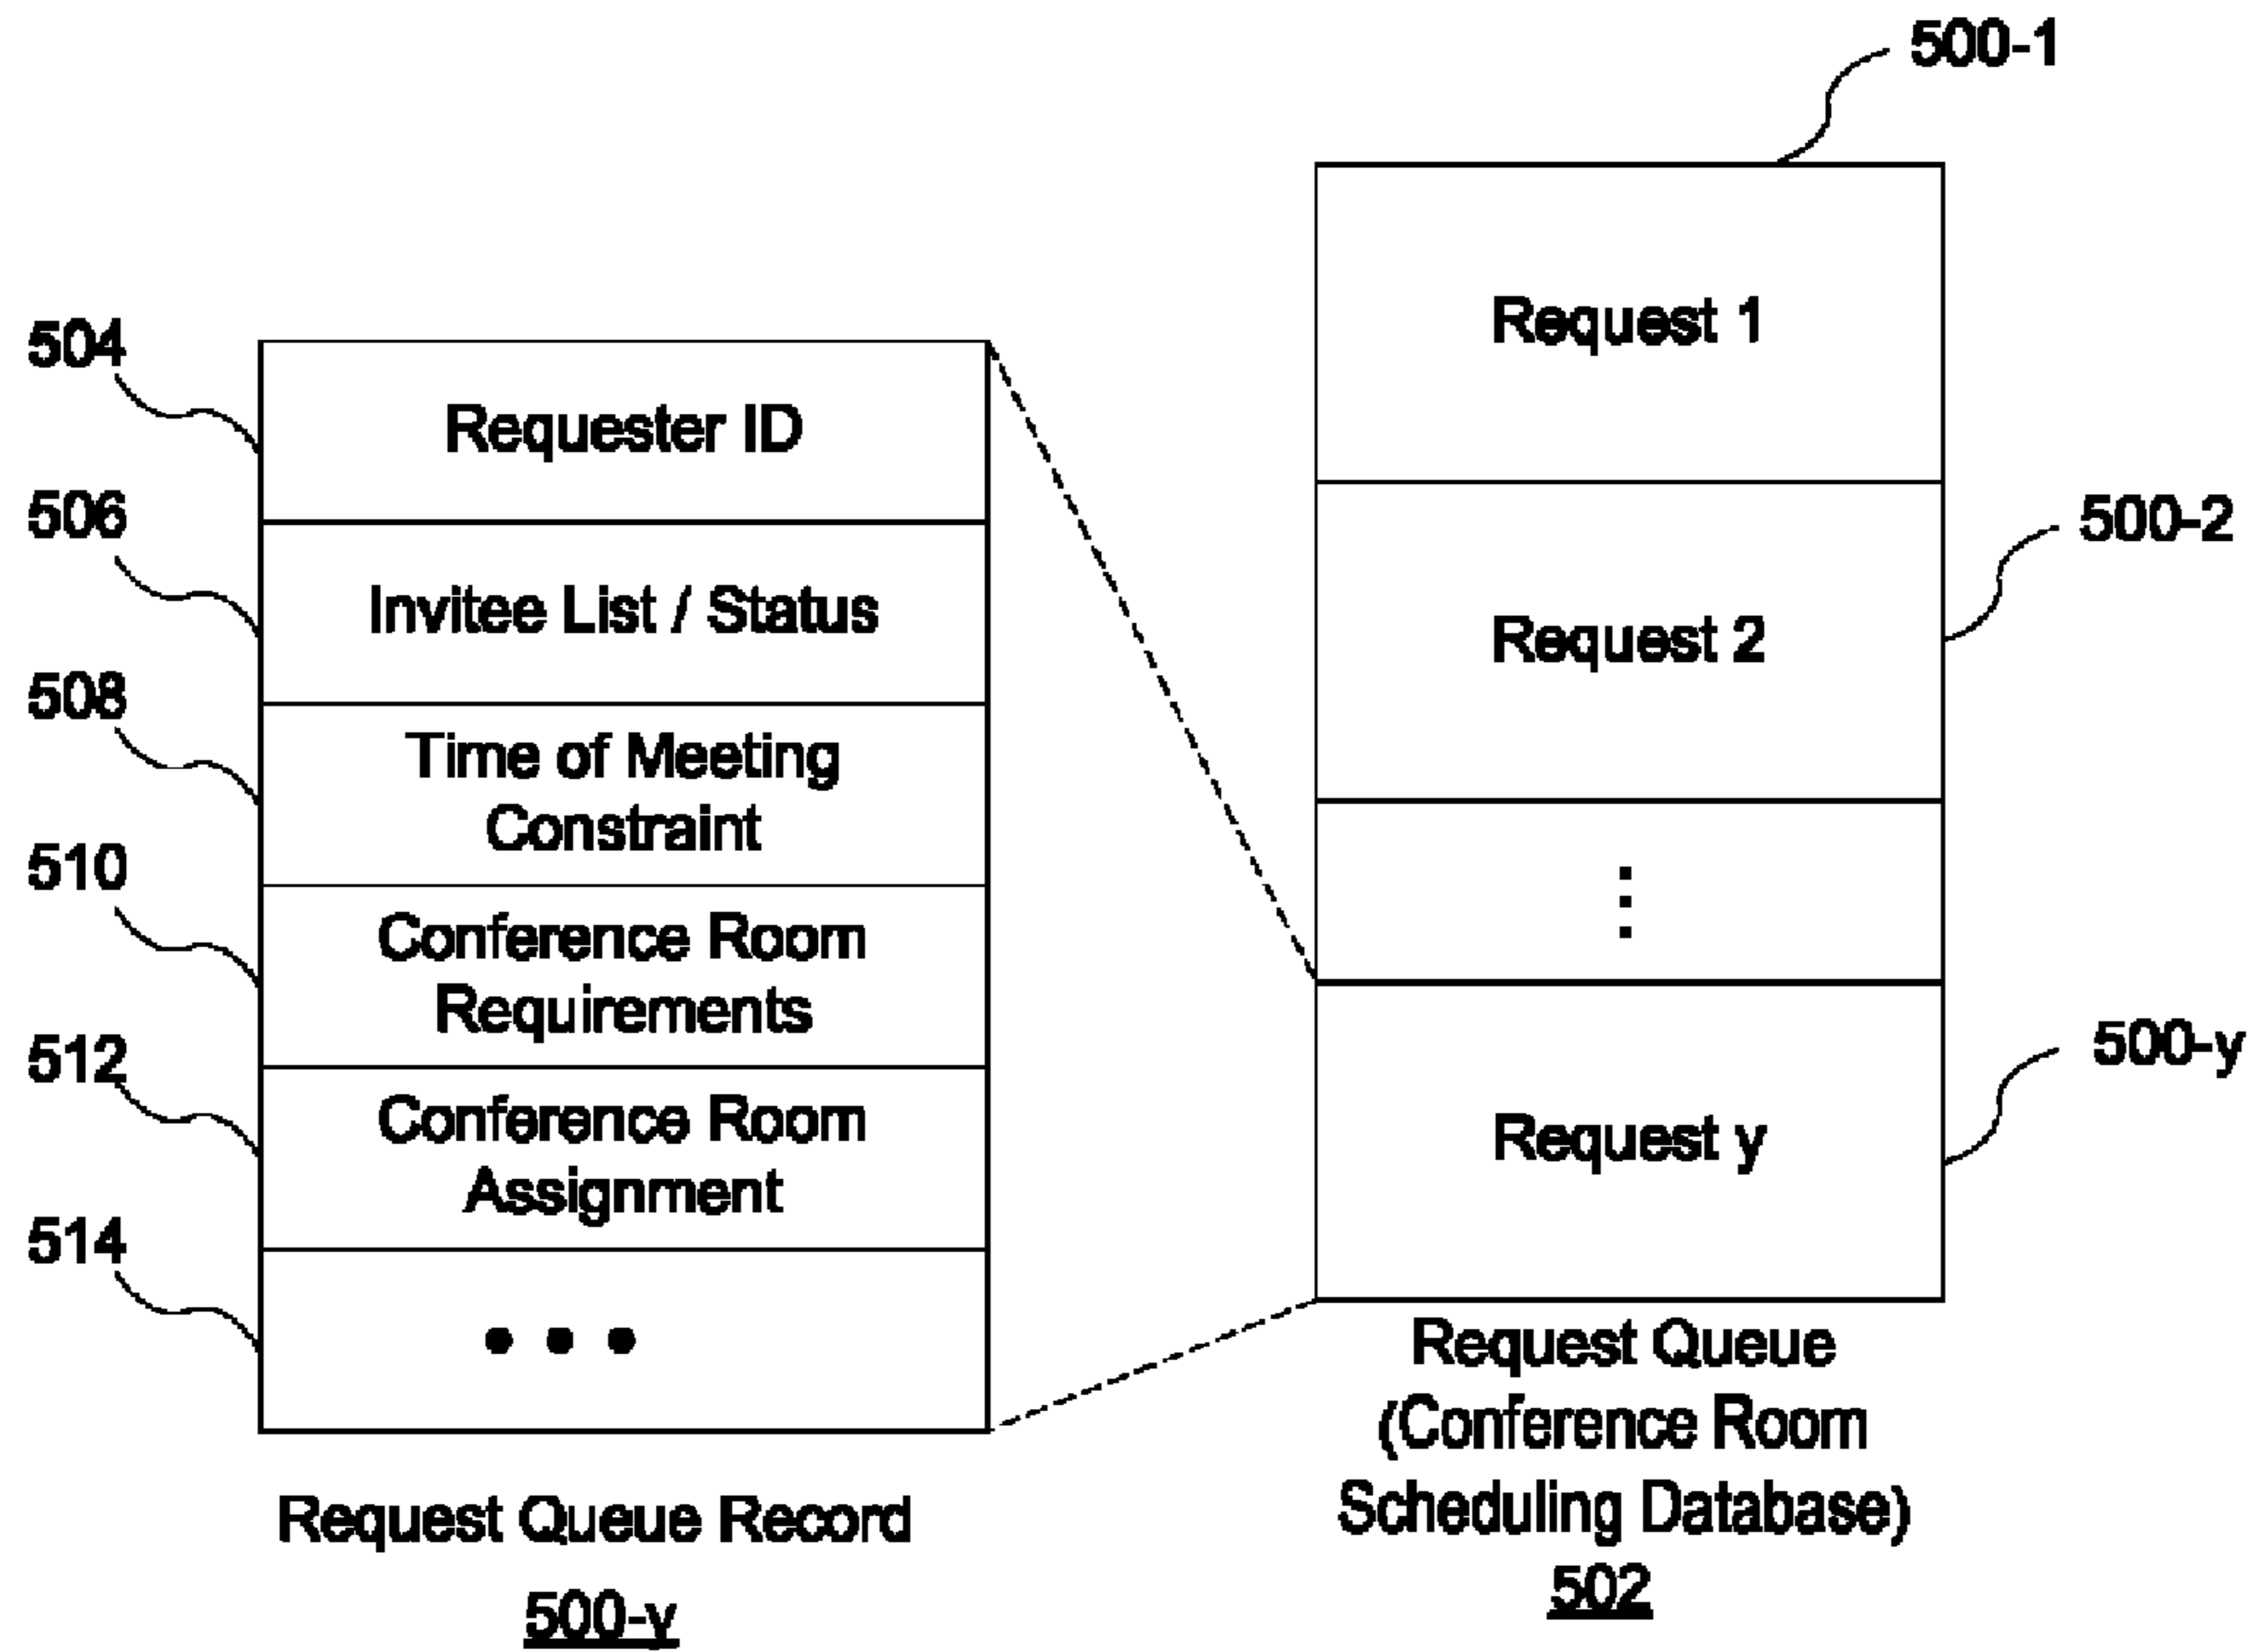 500-1
Request 1
504
Requester ID
506
Invitee List / Status
500-2
Request 2
508
Time of Meeting
Constraint
510
Conference Room
Requirements
512
Conference Room
Assignment
500-y
Request y
514
• • •
Request Queue
(Conference Room
Scheduling Database)
502
Request Queue Record
500-y